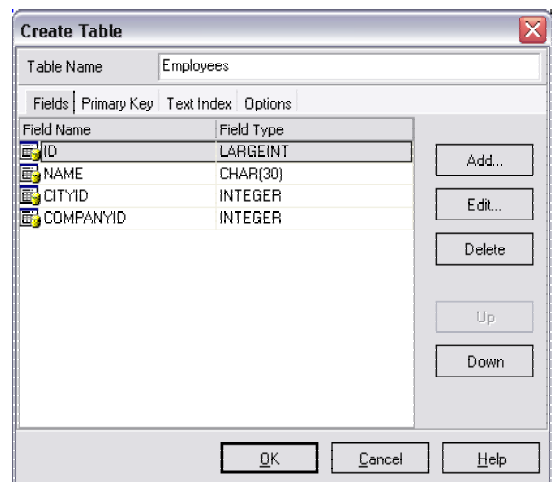 Create Table
Table Name Employees
Fields Primary Key Text Index Options
Field Name Field Type
ID LARGEINT
NAME CHAR(30)
CITYID INTEGER
COMPANYID INTEGER
Add...
Edit...
Delete
Up
Down
OK Cancel Help